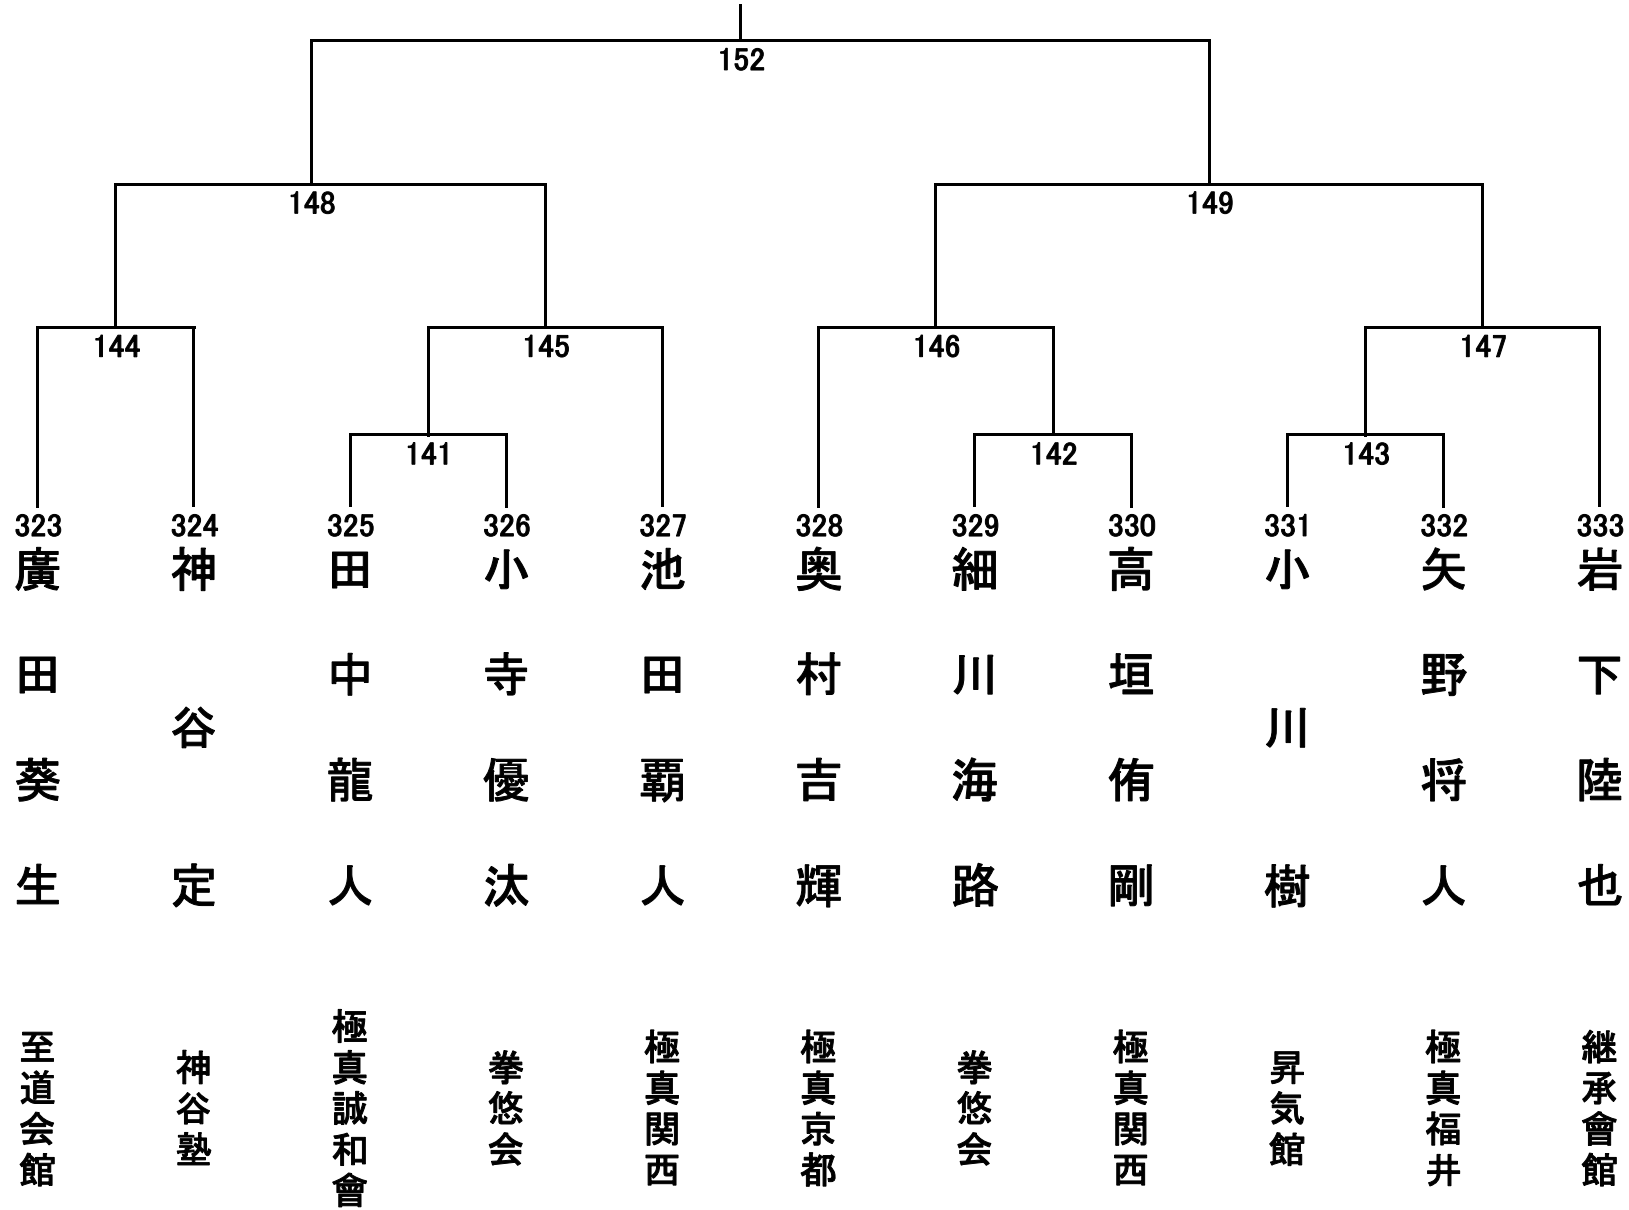 152
148
149
144
145
146
147
141
142
143
323
324
325
326
327
328
329
330
331
332
333
廣田葵生
神谷定
田中龍人
小寺優汰
池田覇人
奥村吉輝
細川海路
高垣侑剛
小川樹
矢野将人
岩下陸也
至道会館
神谷塾
極真誠和會
拳悠会
極真関西
極真京都
拳悠会
極真関西
昇気館
極真福井
継承會館